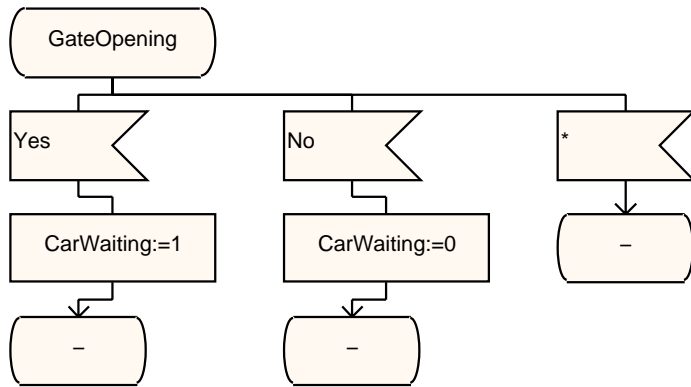 GateOpening
Yes
No
*
CarWaiting:=1
CarWaiting:=0
–
–
–